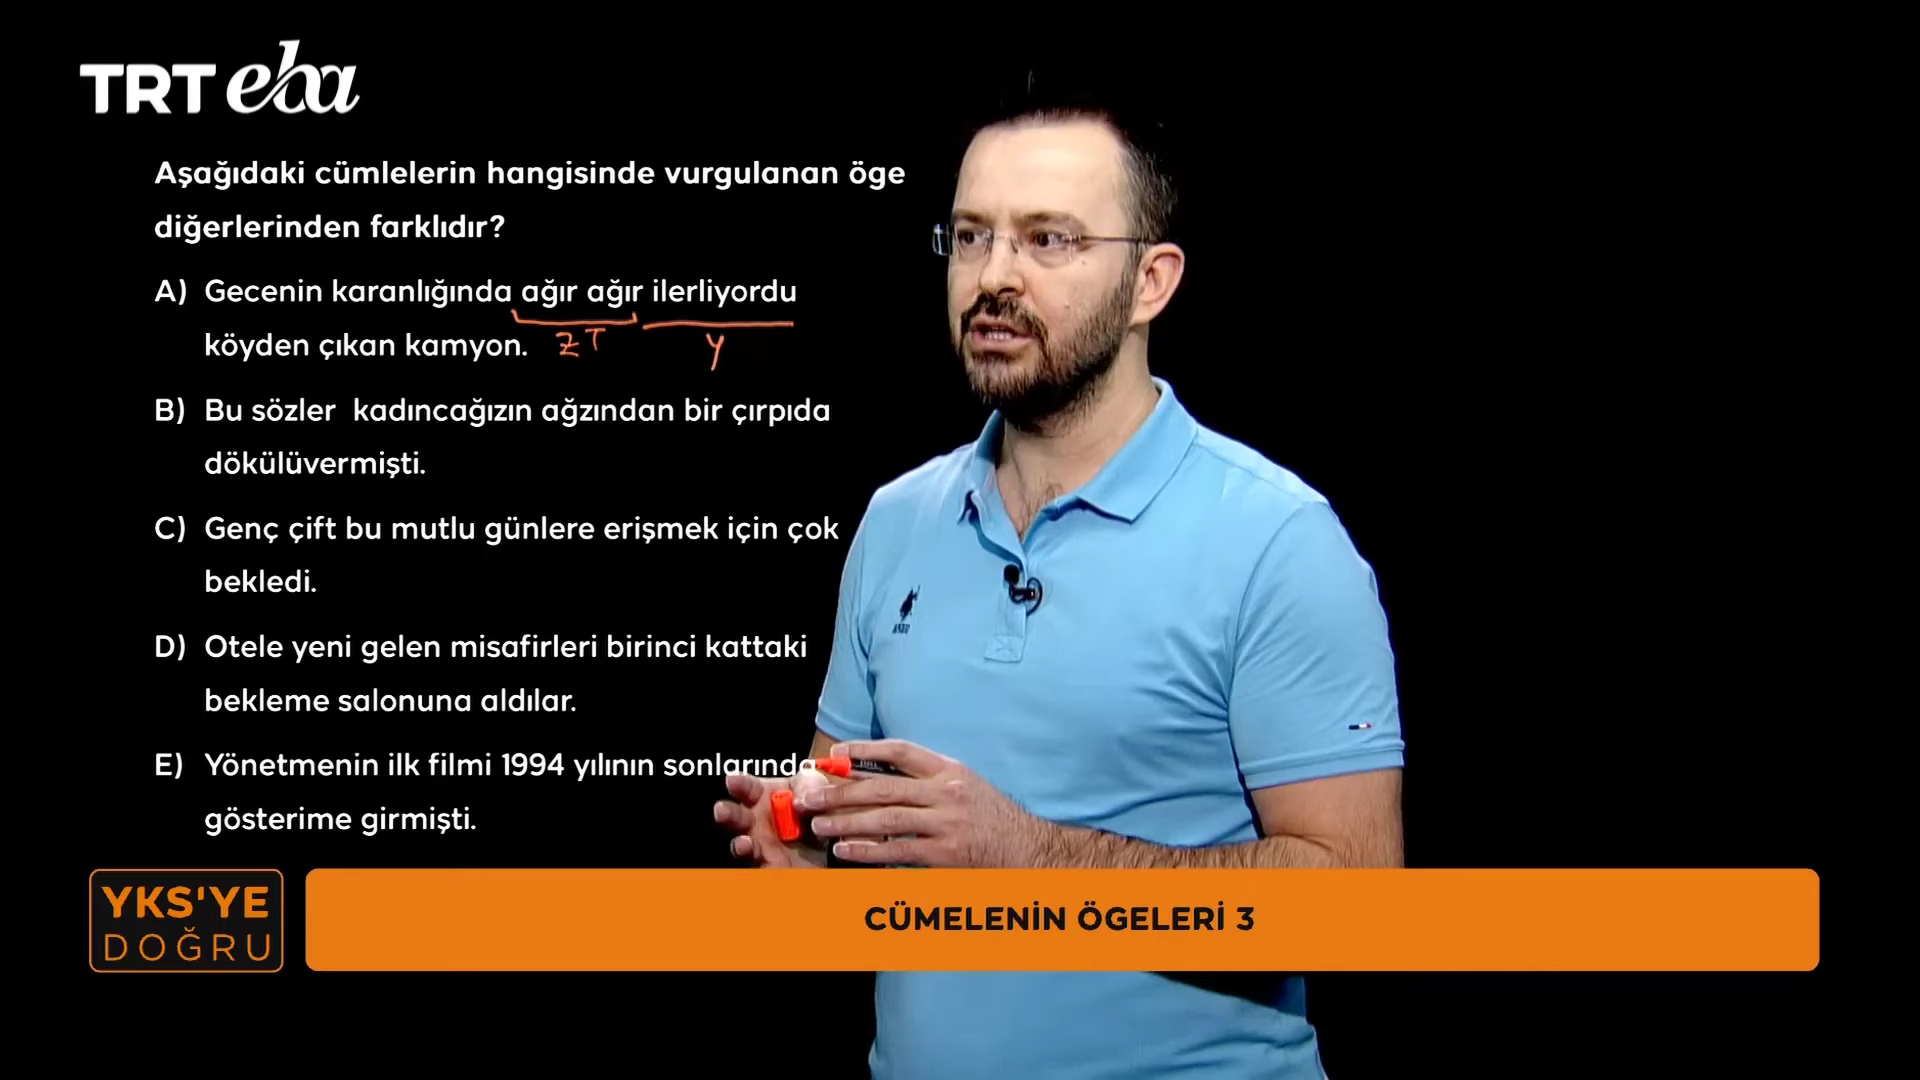 TRT eba
Aşağıdaki cümlelerin hangisinde vurgulanan öge
diğerlerinden farklıdır?
A) Gecenin karanlığında ağır ağır ilerliyordu
köyden çıkan kamyon.
ZT
Y
B) Bu sözler kadıncağızın ağzından bir çırpıda
dökülüvermişti.
C) Genç çift bu mutlu günlere erişmek için çok
bekledi.
D) Otele yeni gelen misafirleri birinci kattaki
bekleme salonuna aldılar.
E) Yönetmenin ilk filmi 1994 yılının sonlarında
gösterime girmişti.
YKS'YE
DOĞRU
CÜMELENİN ÖGELERİ 3